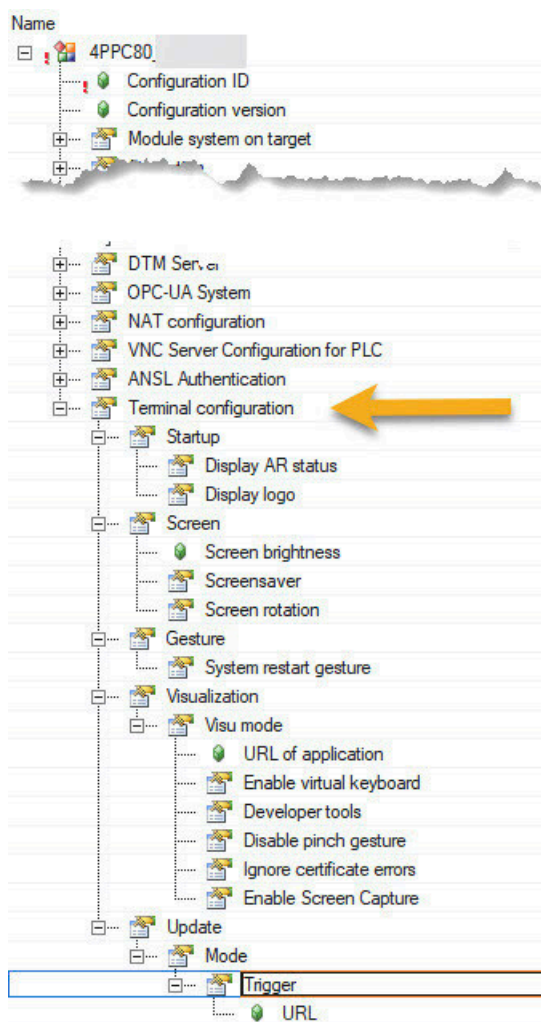 Name
4PPC80_
Configuration ID
Configuration version
Module system on target
DTM Server
OPC-UA System
NAT configuration
VNC Server Configuration for PLC
ANSL Authentication
Terminal configuration
Startup
Display AR status
Display logo
Screen
Screen brightness
Screensaver
Screen rotation
Gesture
System restart gesture
Visualization
Visu mode
URL of application
Enable virtual keyboard
Developer tools
Disable pinch gesture
Ignore certificate errors
Enable Screen Capture
Update
Mode
Trigger
URL